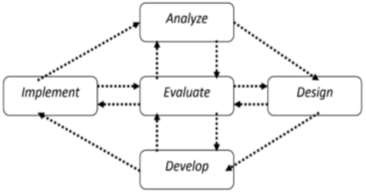 Analyze
Implement
Evaluate
Design
Develop